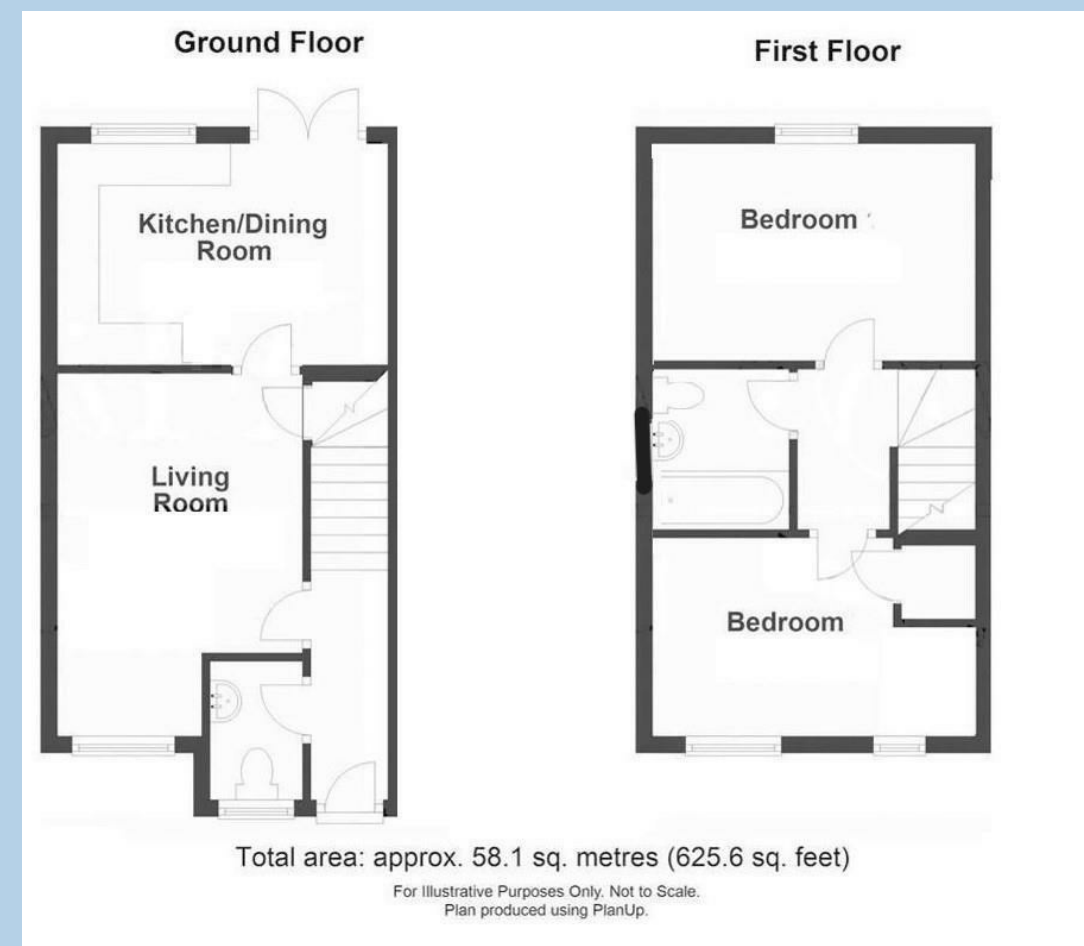 Ground Floor
First Floor
Kitchen/Dining
Room
Bedroom
Living
Room
Bedroom
Total area: approx. 58.1 sq. metres (625.6 sq. feet)
For Illustrative Purposes Only. Not to Scale.
Plan produced using PlanUp.